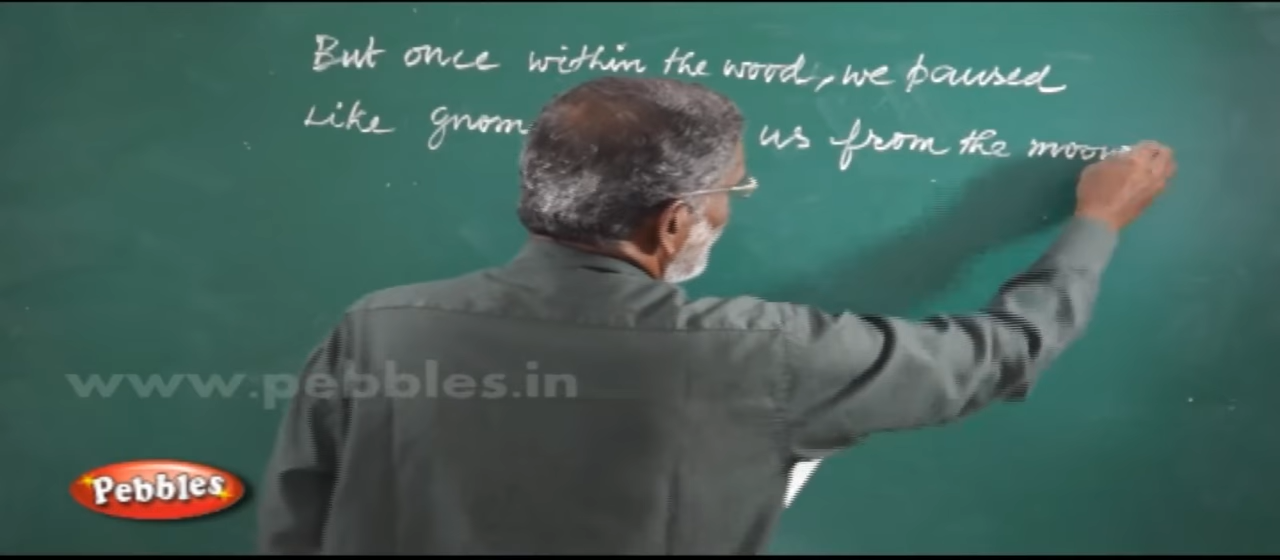 But once within the wood, we paused
Like gnom us from the moon
www.pebbles.in
Pebbles